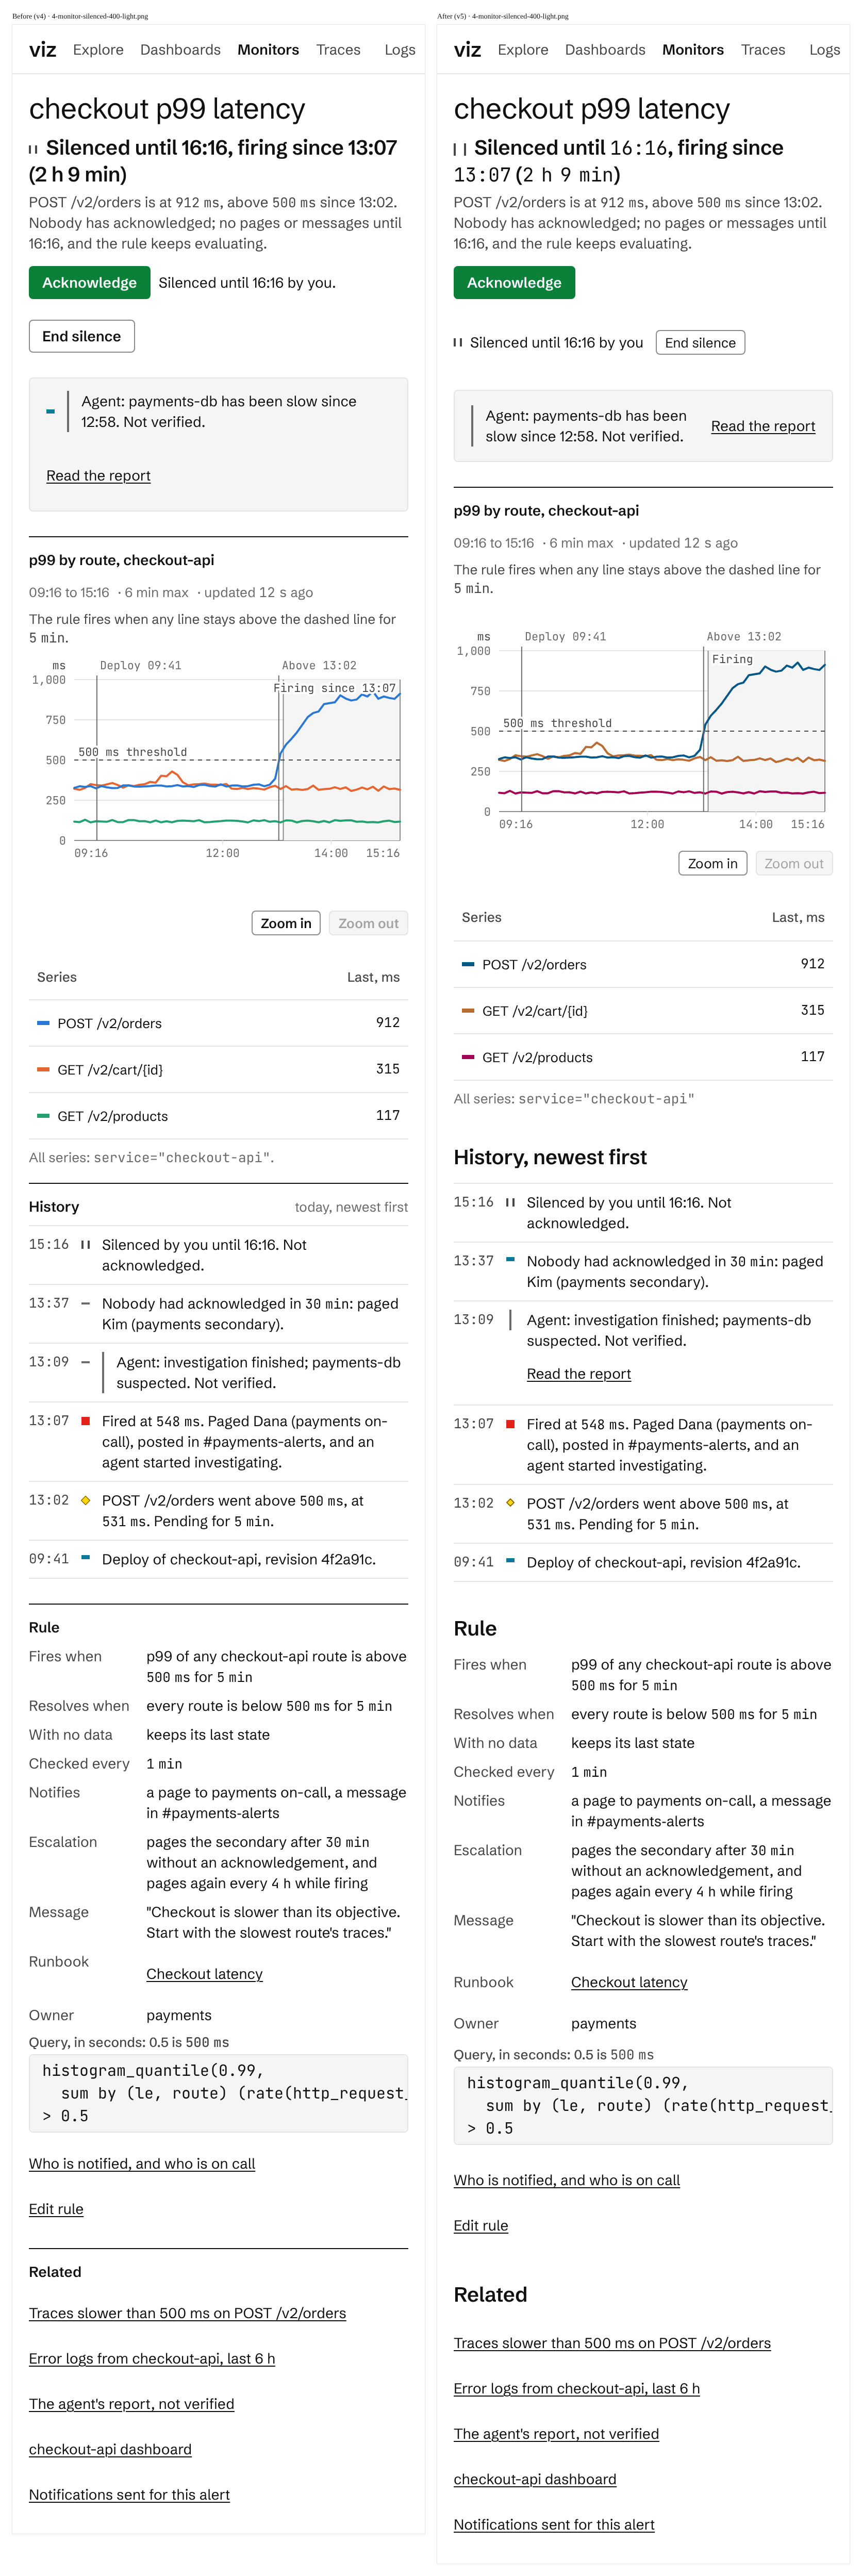 Before (v4) · 4-monitor-silenced-400-light.png
viz Explore Dashboards Monitors Traces Logs
checkout p99 latency
Silenced until 16:16, firing since 13:07
(2 h 9 min)
POST /v2/orders is at 912 ms, above 500 ms since 13:02.
Nobody has acknowledged; no pages or messages until
16:16, and the rule keeps evaluating.
Acknowledge Silenced until 16:16 by you.
End silence
Agent: payments-db has been slow since
12:58. Not verified.
Read the report
p99 by route, checkout-api
09:16 to 15:16 · 6 min max · updated 12 s ago
The rule fires when any line stays above the dashed line for
5 min.
ms Deploy 09:41 Above 13:02
1,000
Firing since 13:07
750
500 ms threshold
500
250
0
09:16 12:00 14:00 15:16
Zoom in Zoom out
Series Last, ms
POST /v2/orders 912
GET /v2/cart/{id} 315
GET /v2/products 117
All series: service="checkout-api".
History today, newest first
15:16 Silenced by you until 16:16. Not
acknowledged.
13:37 Nobody had acknowledged in 30 min: paged
Kim (payments secondary).
13:09 Agent: investigation finished; payments-db
suspected. Not verified.
13:07 Fired at 548 ms. Paged Dana (payments on-
call), posted in #payments-alerts, and an
agent started investigating.
13:02 POST /v2/orders went above 500 ms, at
531 ms. Pending for 5 min.
09:41 Deploy of checkout-api, revision 4f2a91c.
Rule
Fires when p99 of any checkout-api route is above
500 ms for 5 min
Resolves when every route is below 500 ms for 5 min
With no data keeps its last state
Checked every 1 min
Notifies a page to payments on-call, a message
in #payments-alerts
Escalation pages the secondary after 30 min
without an acknowledgement, and
pages again every 4 h while firing
Message "Checkout is slower than its objective.
Start with the slowest route's traces."
Runbook Checkout latency
Owner payments
Query, in seconds: 0.5 is 500 ms
histogram_quantile(0.99,
sum by (le, route) (rate(http_request_
> 0.5
Who is notified, and who is on call
Edit rule
Related
Traces slower than 500 ms on POST /v2/orders
Error logs from checkout-api, last 6 h
The agent's report, not verified
checkout-api dashboard
Notifications sent for this alert
After (v5) · 4-monitor-silenced-400-light.png
viz Explore Dashboards Monitors Traces Logs
checkout p99 latency
Silenced until 16:16, firing since
13:07 (2 h 9 min)
POST /v2/orders is at 912 ms, above 500 ms since 13:02.
Nobody has acknowledged; no pages or messages until
16:16, and the rule keeps evaluating.
Acknowledge
Silenced until 16:16 by you End silence
Agent: payments-db has been
slow since 12:58. Not verified.
Read the report
p99 by route, checkout-api
09:16 to 15:16 · 6 min max · updated 12 s ago
The rule fires when any line stays above the dashed line for
5 min.
ms Deploy 09:41 Above 13:02
1,000
Firing
750
500 ms threshold
500
250
0
09:16 12:00 14:00 15:16
Zoom in Zoom out
Series Last, ms
POST /v2/orders 912
GET /v2/cart/{id} 315
GET /v2/products 117
All series: service="checkout-api"
History, newest first
15:16 Silenced by you until 16:16. Not
acknowledged.
13:37 Nobody had acknowledged in 30 min: paged
Kim (payments secondary).
13:09 Agent: investigation finished; payments-db
suspected. Not verified.
Read the report
13:07 Fired at 548 ms. Paged Dana (payments on-
call), posted in #payments-alerts, and an
agent started investigating.
13:02 POST /v2/orders went above 500 ms, at
531 ms. Pending for 5 min.
09:41 Deploy of checkout-api, revision 4f2a91c.
Rule
Fires when p99 of any checkout-api route is above
500 ms for 5 min
Resolves when every route is below 500 ms for 5 min
With no data keeps its last state
Checked every 1 min
Notifies a page to payments on-call, a message
in #payments-alerts
Escalation pages the secondary after 30 min
without an acknowledgement, and
pages again every 4 h while firing
Message "Checkout is slower than its objective.
Start with the slowest route's traces."
Runbook Checkout latency
Owner payments
Query, in seconds: 0.5 is 500 ms
histogram_quantile(0.99,
sum by (le, route) (rate(http_request_
> 0.5
Who is notified, and who is on call
Edit rule
Related
Traces slower than 500 ms on POST /v2/orders
Error logs from checkout-api, last 6 h
The agent's report, not verified
checkout-api dashboard
Notifications sent for this alert